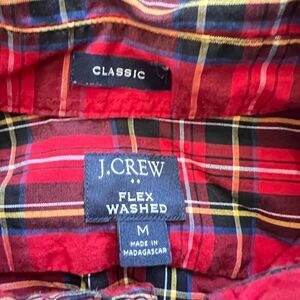 CLASSIC
J.CREW
FLEX
WASHED
M
MADE IN
MADAGASCAR